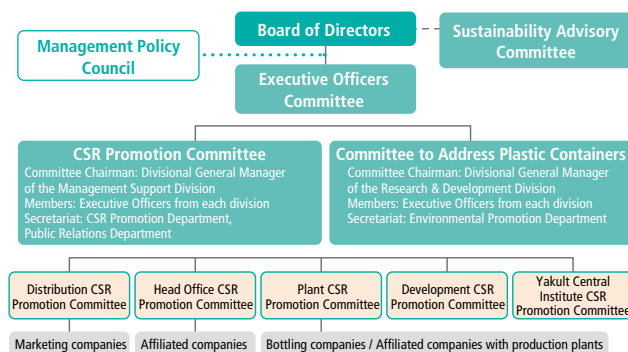 Board of Directors
Management Policy
Council
Sustainability Advisory
Committee
Executive Officers
Committee
CSR Promotion Committee
Committee Chairman: Divisional General Manager
of the Management Support Division
Members: Executive Officers from each division
Secretariat: CSR Promotion Department,
Public Relations Department
Committee to Address Plastic Containers
Committee Chairman: Divisional General Manager
of the Research & Development Division
Members: Executive Officers from each division
Secretariat: Environmental Promotion Department
Distribution CSR
Promotion Committee
Head Office CSR
Promotion Committee
Plant CSR
Promotion Committee
Development CSR
Promotion Committee
Yakult Central
Institute CSR
Promotion Committee
Marketing companies
Affiliated companies
Bottling companies / Affiliated companies with production plants